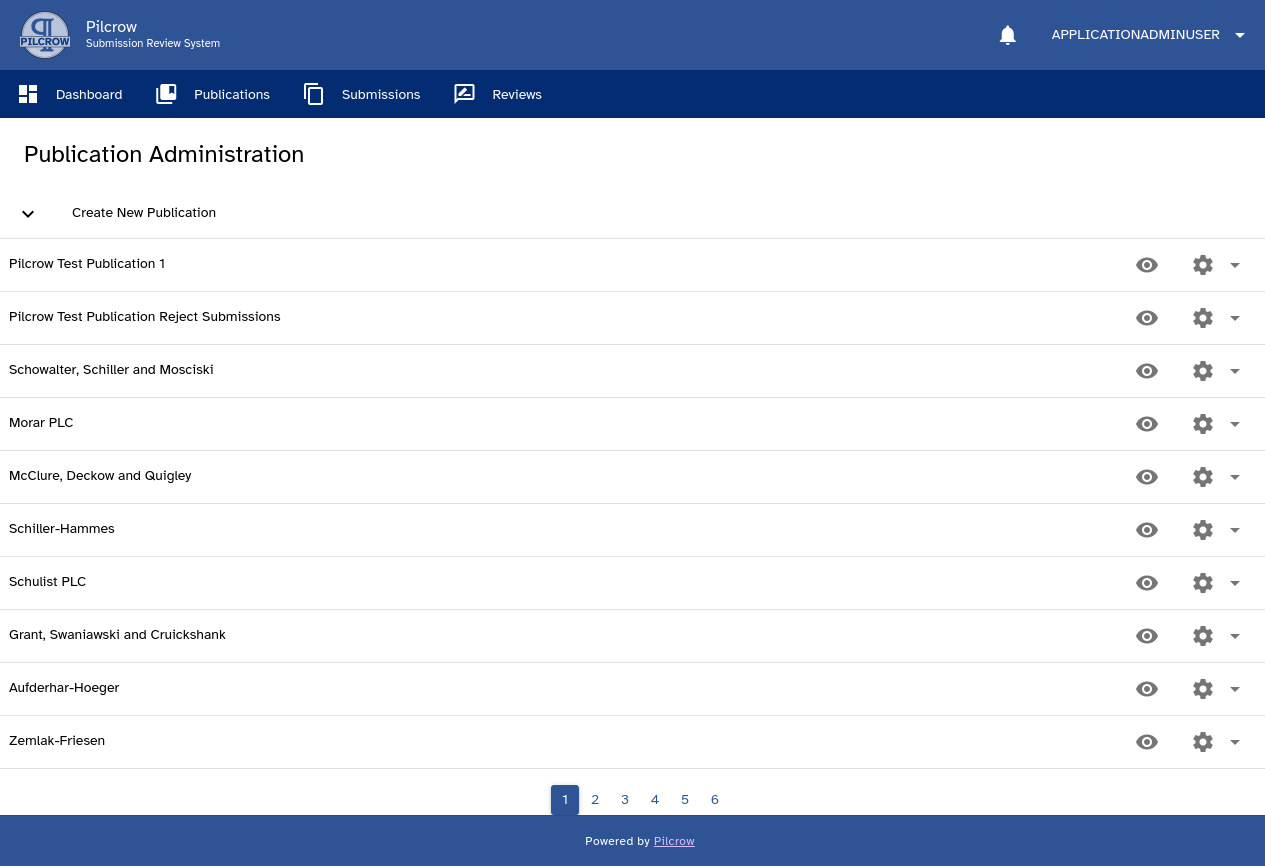 PILCROW
Pilcrow
Submission Review System
APPLICATIONADMINUSER
Dashboard Publications Submissions Reviews
Publication Administration
Create New Publication
Pilcrow Test Publication 1
Pilcrow Test Publication Reject Submissions
Schowalter, Schiller and Mosciski
Morar PLC
McClure, Deckow and Quigley
Schiller-Hammes
Schulist PLC
Grant, Swaniawski and Cruickshank
Aufderhar-Hoeger
Zemlak-Friesen
1 2 3 4 5 6
Powered by Pilcrow